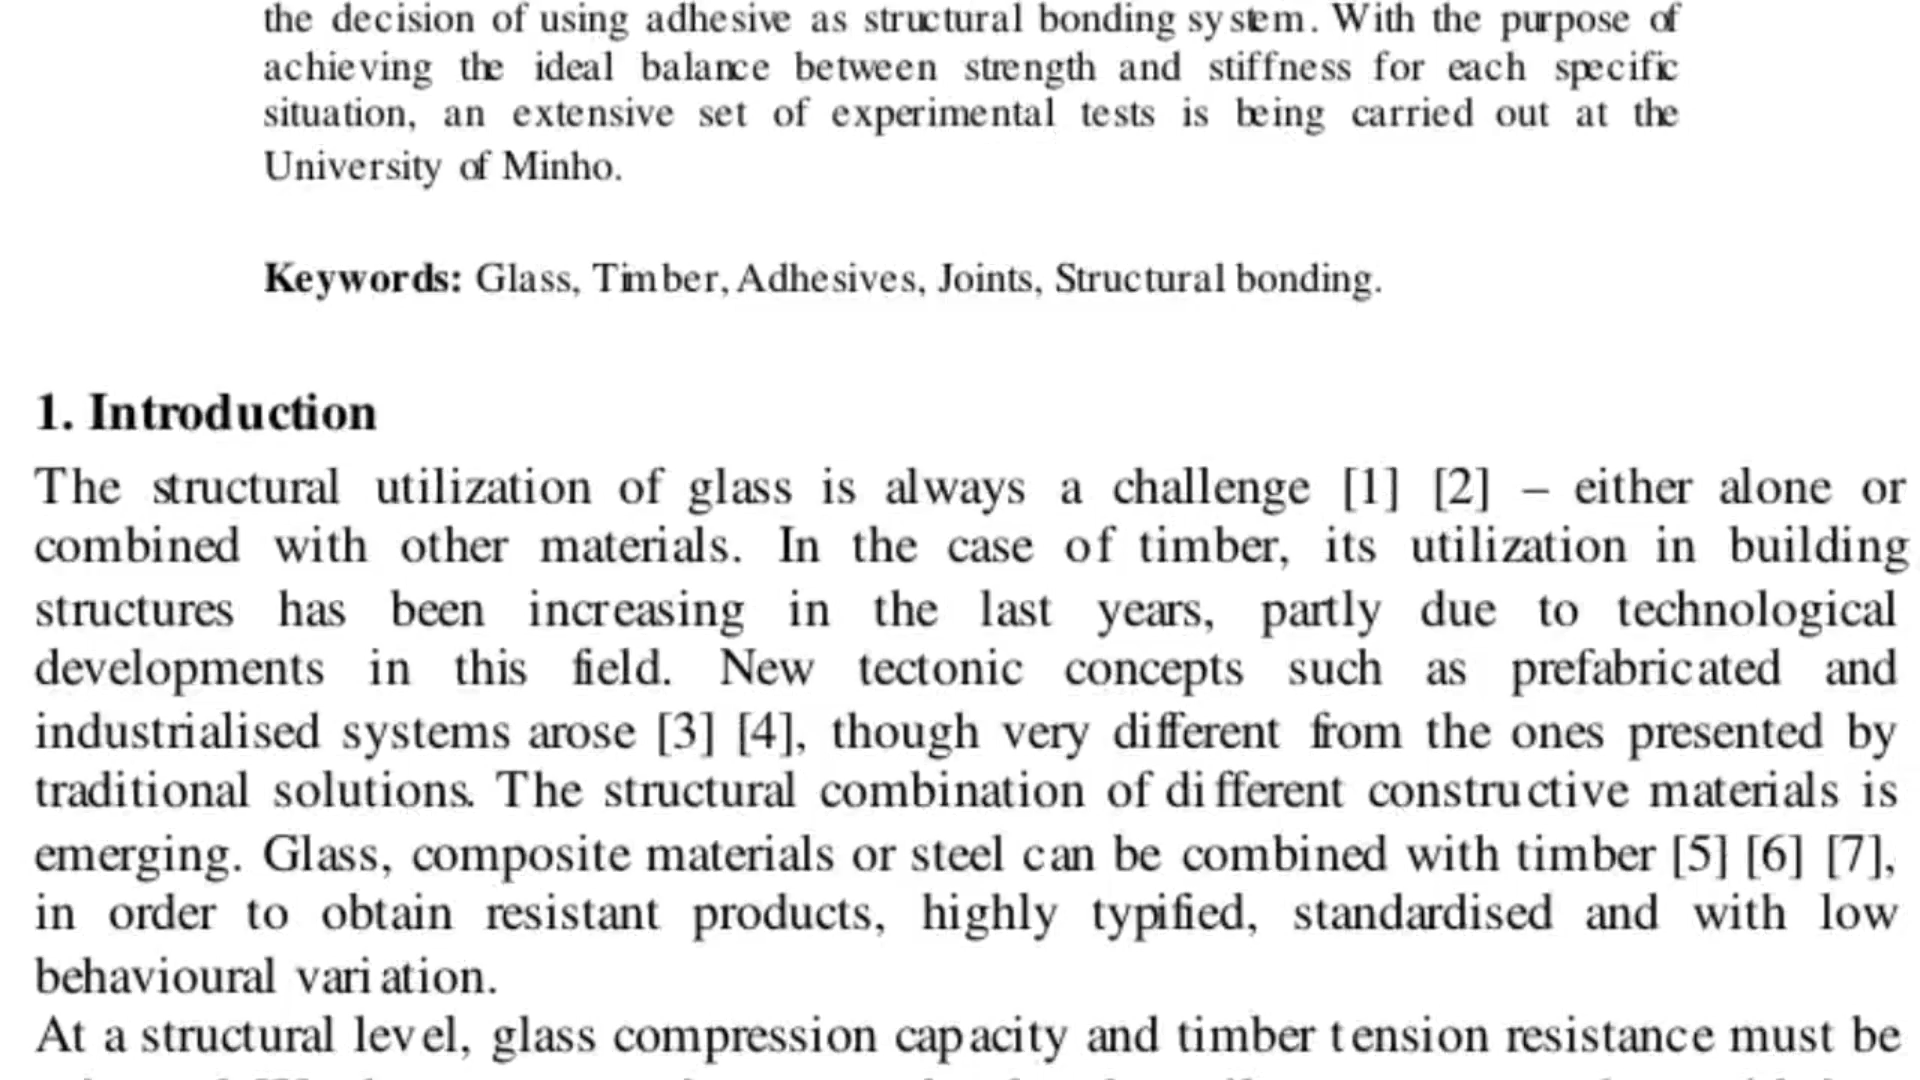 the decision of using adhesive as structural bonding system. With the purpose of
achieving the ideal balance between strength and stiffness for each specific
situation, an extensive set of experimental tests is being carried out at the
University of Minho.
Keywords: Glass, Timber, Adhesives, Joints, Structural bonding.
1. Introduction
The structural utilization of glass is always a challenge [1] [2] – either alone or
combined with other materials. In the case of timber, its utilization in building
structures has been increasing in the last years, partly due to technological
developments in this field. New tectonic concepts such as prefabricated and
industrialised systems arose [3] [4], though very different from the ones presented by
traditional solutions. The structural combination of different constructive materials is
emerging. Glass, composite materials or steel can be combined with timber [5] [6] [7],
in order to obtain resistant products, highly typified, standardised and with low
behavioural variation.
At a structural level, glass compression capacity and timber tension resistance must be